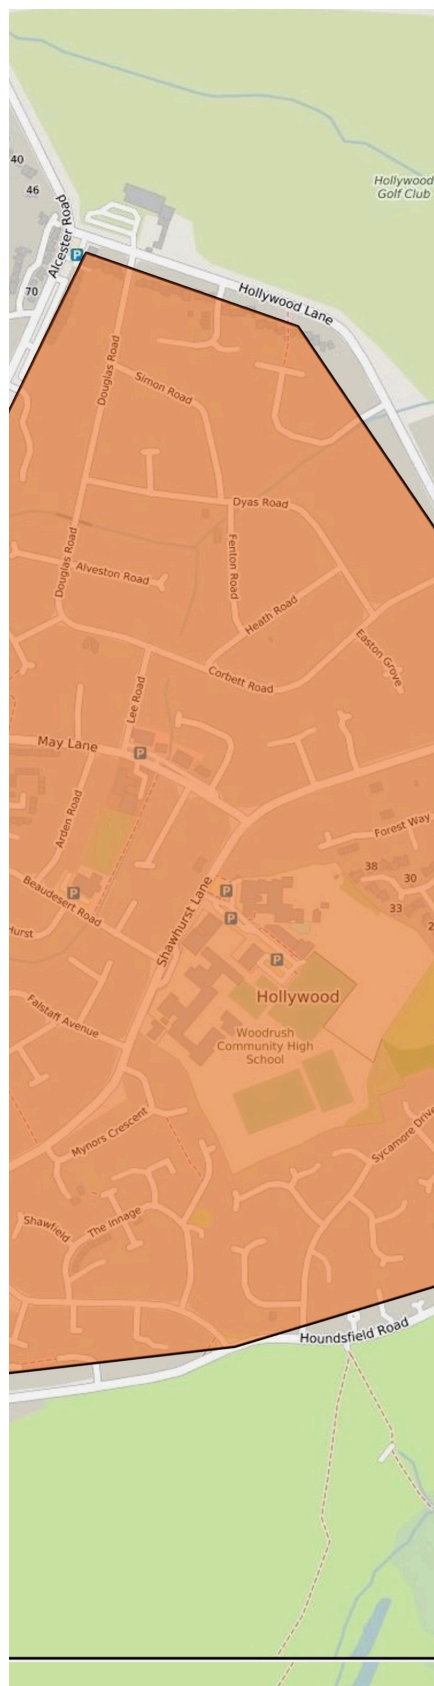 40
46
Hollywood
Golf Club
Alcester Road
P
70
Hollywood Lane
Douglas Road
Simon Road
Dyas Road
Fenton Road
Douglas Road
Alveston Road
Heath Road
Easton Grove
Corbett Road
Lee Road
May Lane
P
Arden Road
Forest Way
38
30
33
2
P
Beaudesert Road
Hurst
Shawhurst Lane
P
P
P
Hollywood
Falstaff Avenue
Woodrush
Community High
School
Mynors Crescent
Sycamore Drive
Shawfield
The Innage
Houndsfield Road